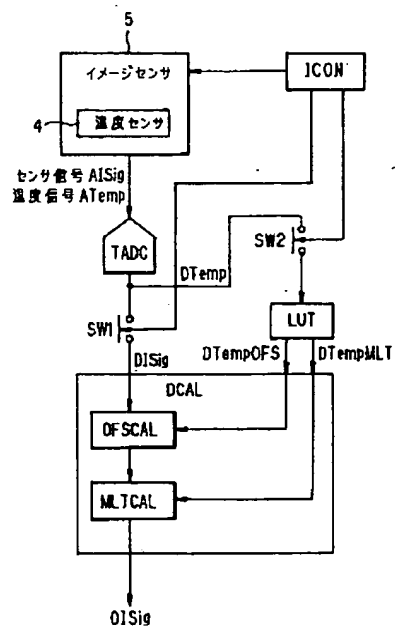 5
イメージセンサ
ICON
4
温度センサ
センサ信号 AISig
温度信号 ATemp
TADC
DTemp
SW2
SW1
LUT
DISig
DTempOFS
DTempMLT
DCAL
OFSCAL
MLTCAL
OISig